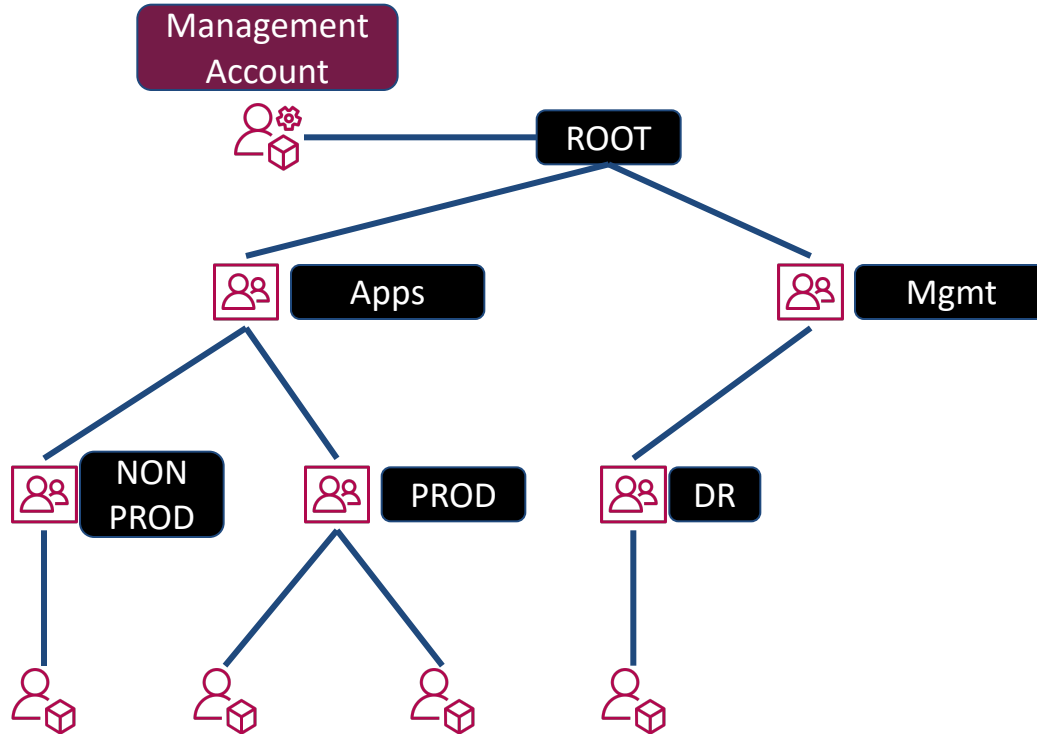 Management
Account
ROOT
Apps
Mgmt
NON
PROD
PROD
DR